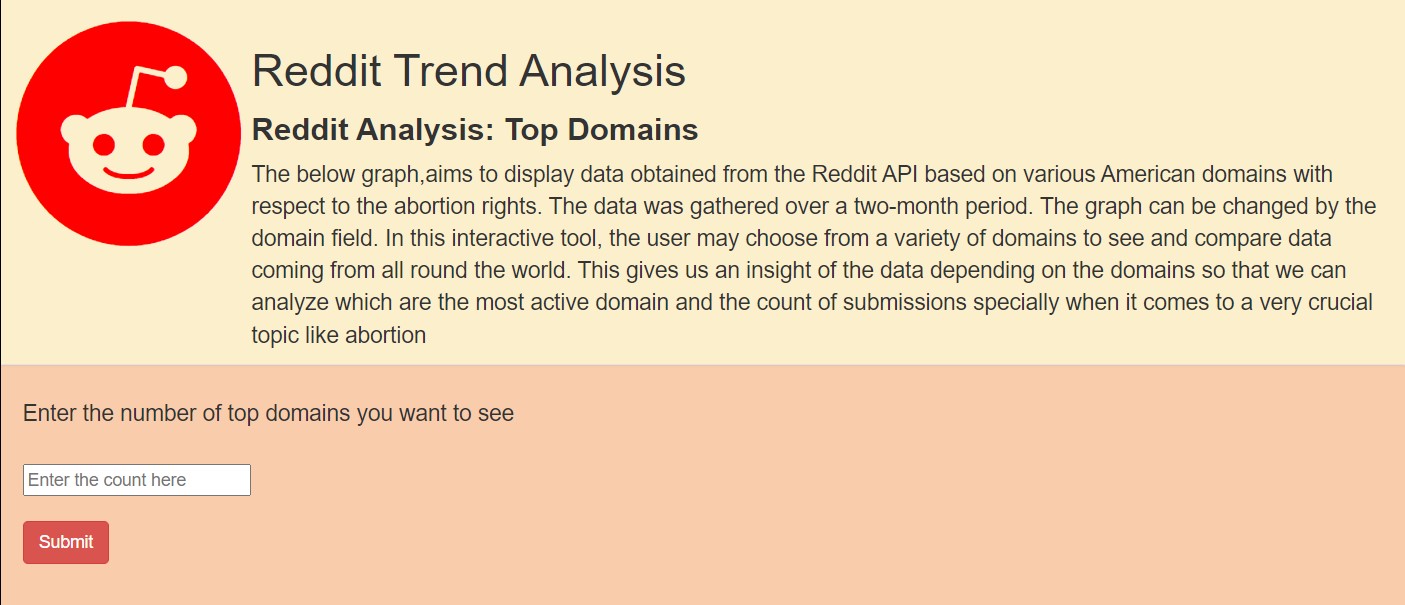 Reddit Trend Analysis
Reddit Analysis: Top Domains
The below graph,aims to display data obtained from the Reddit API based on various American domains with
respect to the abortion rights. The data was gathered over a two-month period. The graph can be changed by the
domain field. In this interactive tool, the user may choose from a variety of domains to see and compare data
coming from all round the world. This gives us an insight of the data depending on the domains so that we can
analyze which are the most active domain and the count of submissions specially when it comes to a very crucial
topic like abortion
Enter the number of top domains you want to see
Enter the count here
Submit